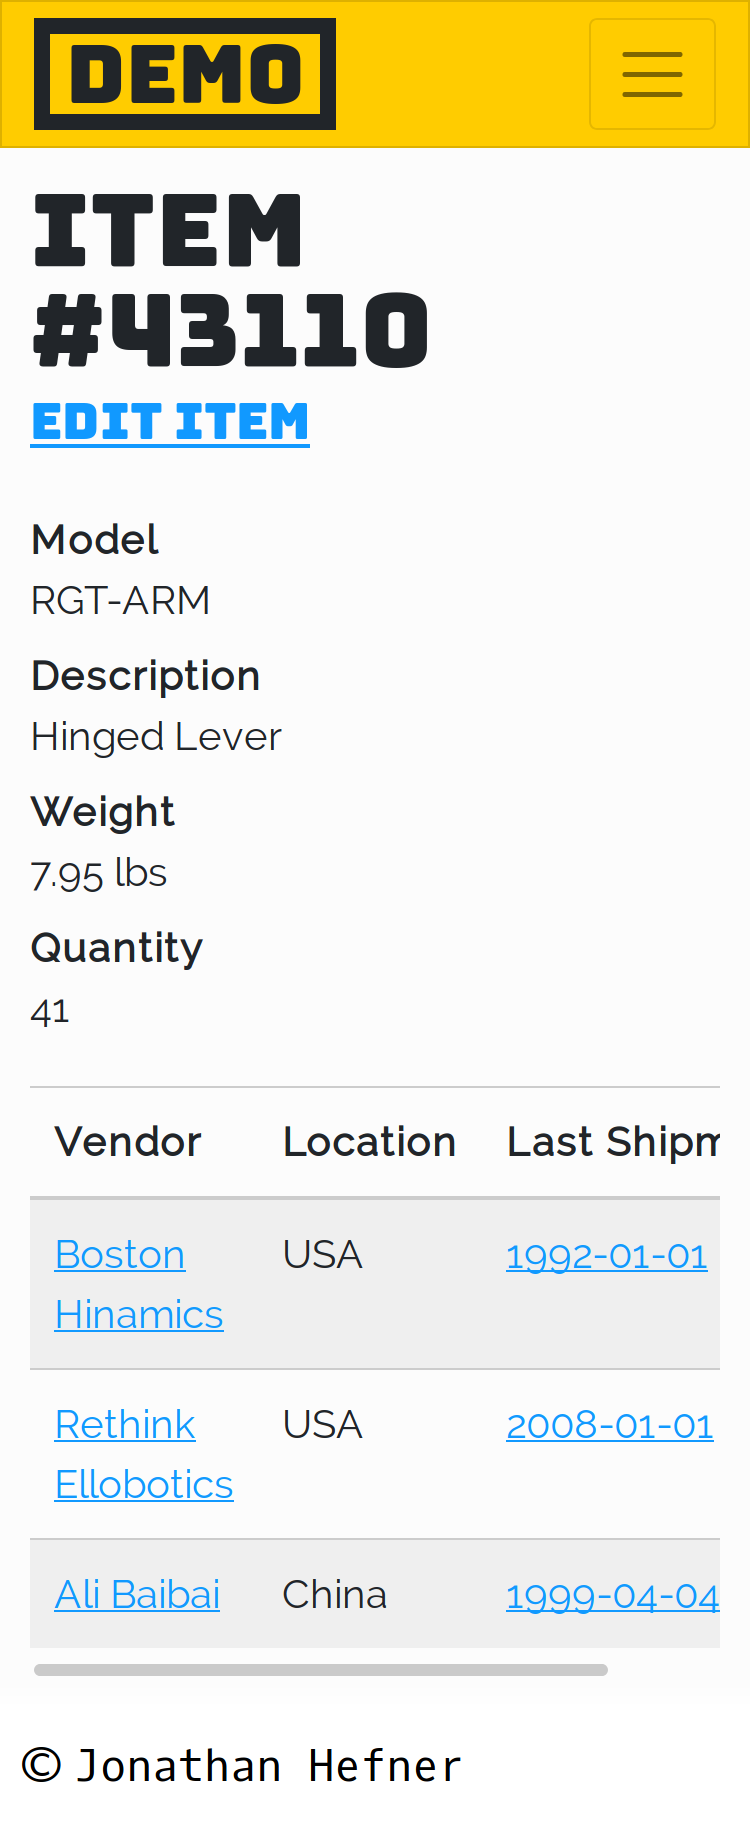 DEMO
ITEM
#43110
EDIT ITEM
Model
RGT-ARM
Description
Hinged Lever
Weight
7.95 lbs
Quantity
41
Vendor Location Last Shipm
Boston USA 1992-01-01
Hinamics
Rethink USA 2008-01-01
Ellobotics
Ali Baibai China 1999-04-04
© Jonathan Hefner